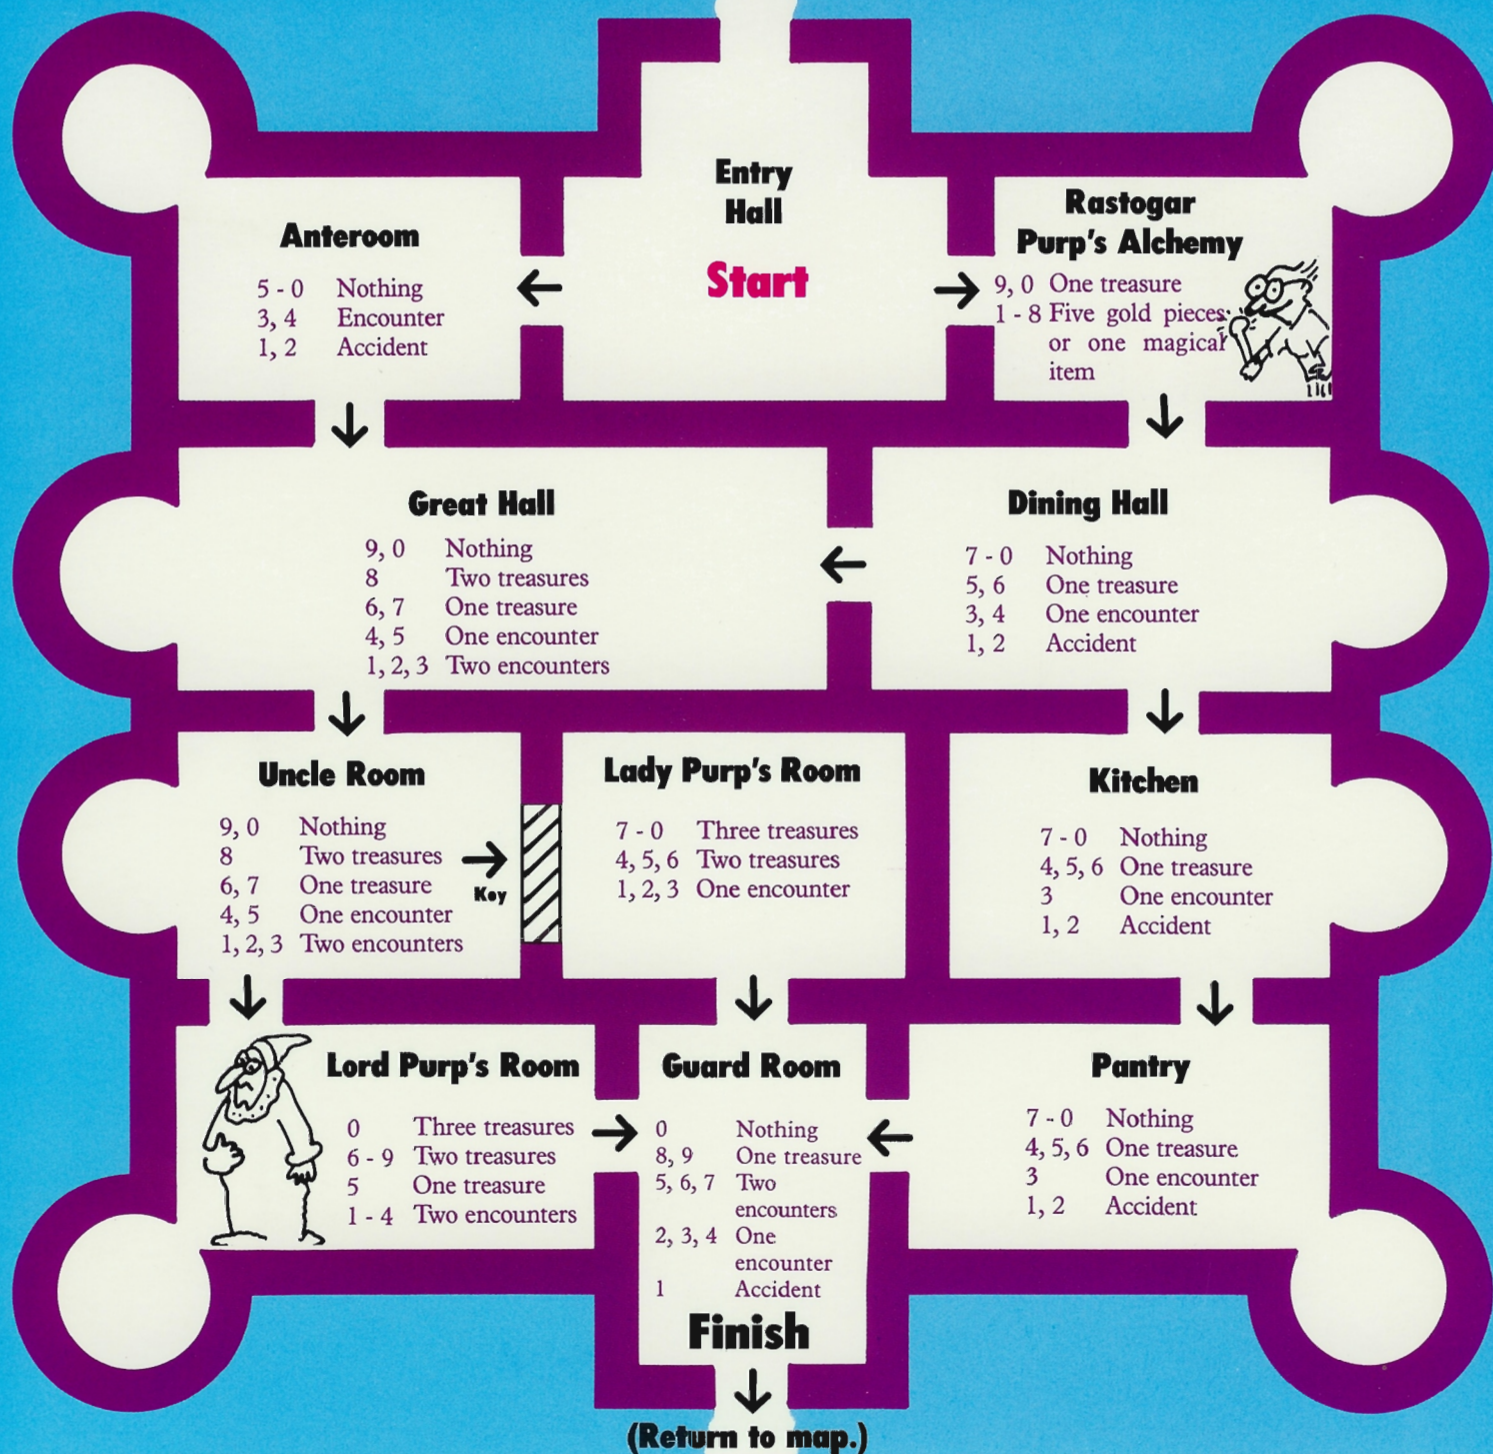 Entry
Hall
Start
Anteroom
5 - 0 Nothing
3, 4 Encounter
1, 2 Accident
Rastogar
Purp's Alchemy
9, 0 One treasure
1 - 8 Five gold pieces
or one magical
item
Great Hall
9, 0 Nothing
8 Two treasures
6, 7 One treasure
4, 5 One encounter
1, 2, 3 Two encounters
Dining Hall
7 - 0 Nothing
5, 6 One treasure
3, 4 One encounter
1, 2 Accident
Uncle Room
9, 0 Nothing
8 Two treasures
6, 7 One treasure
4, 5 One encounter
1, 2, 3 Two encounters
Key
Lady Purp's Room
7 - 0 Three treasures
4, 5, 6 Two treasures
1, 2, 3 One encounter
Kitchen
7 - 0 Nothing
4, 5, 6 One treasure
3 One encounter
1, 2 Accident
Lord Purp's Room
0 Three treasures
6 - 9 Two treasures
5 One treasure
1 - 4 Two encounters
Guard Room
0 Nothing
8, 9 One treasure
5, 6, 7 Two
encounters
2, 3, 4 One
encounter
1 Accident
Finish
Pantry
7 - 0 Nothing
4, 5, 6 One treasure
3 One encounter
1, 2 Accident
(Return to map.)